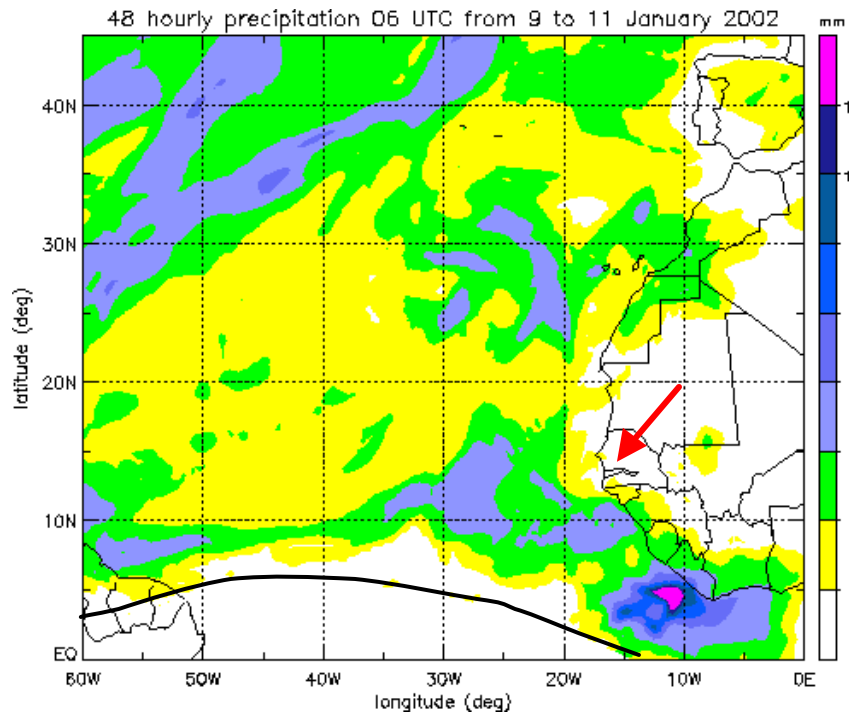 48 hourly precipitation 06 UTC from 9 to 11 January 2002
mm
40N
1
1
30N
latitude (deg)
20N
10N
EQ
60W 50W 40W 30W 20W 10W 0E
longitude (deg)